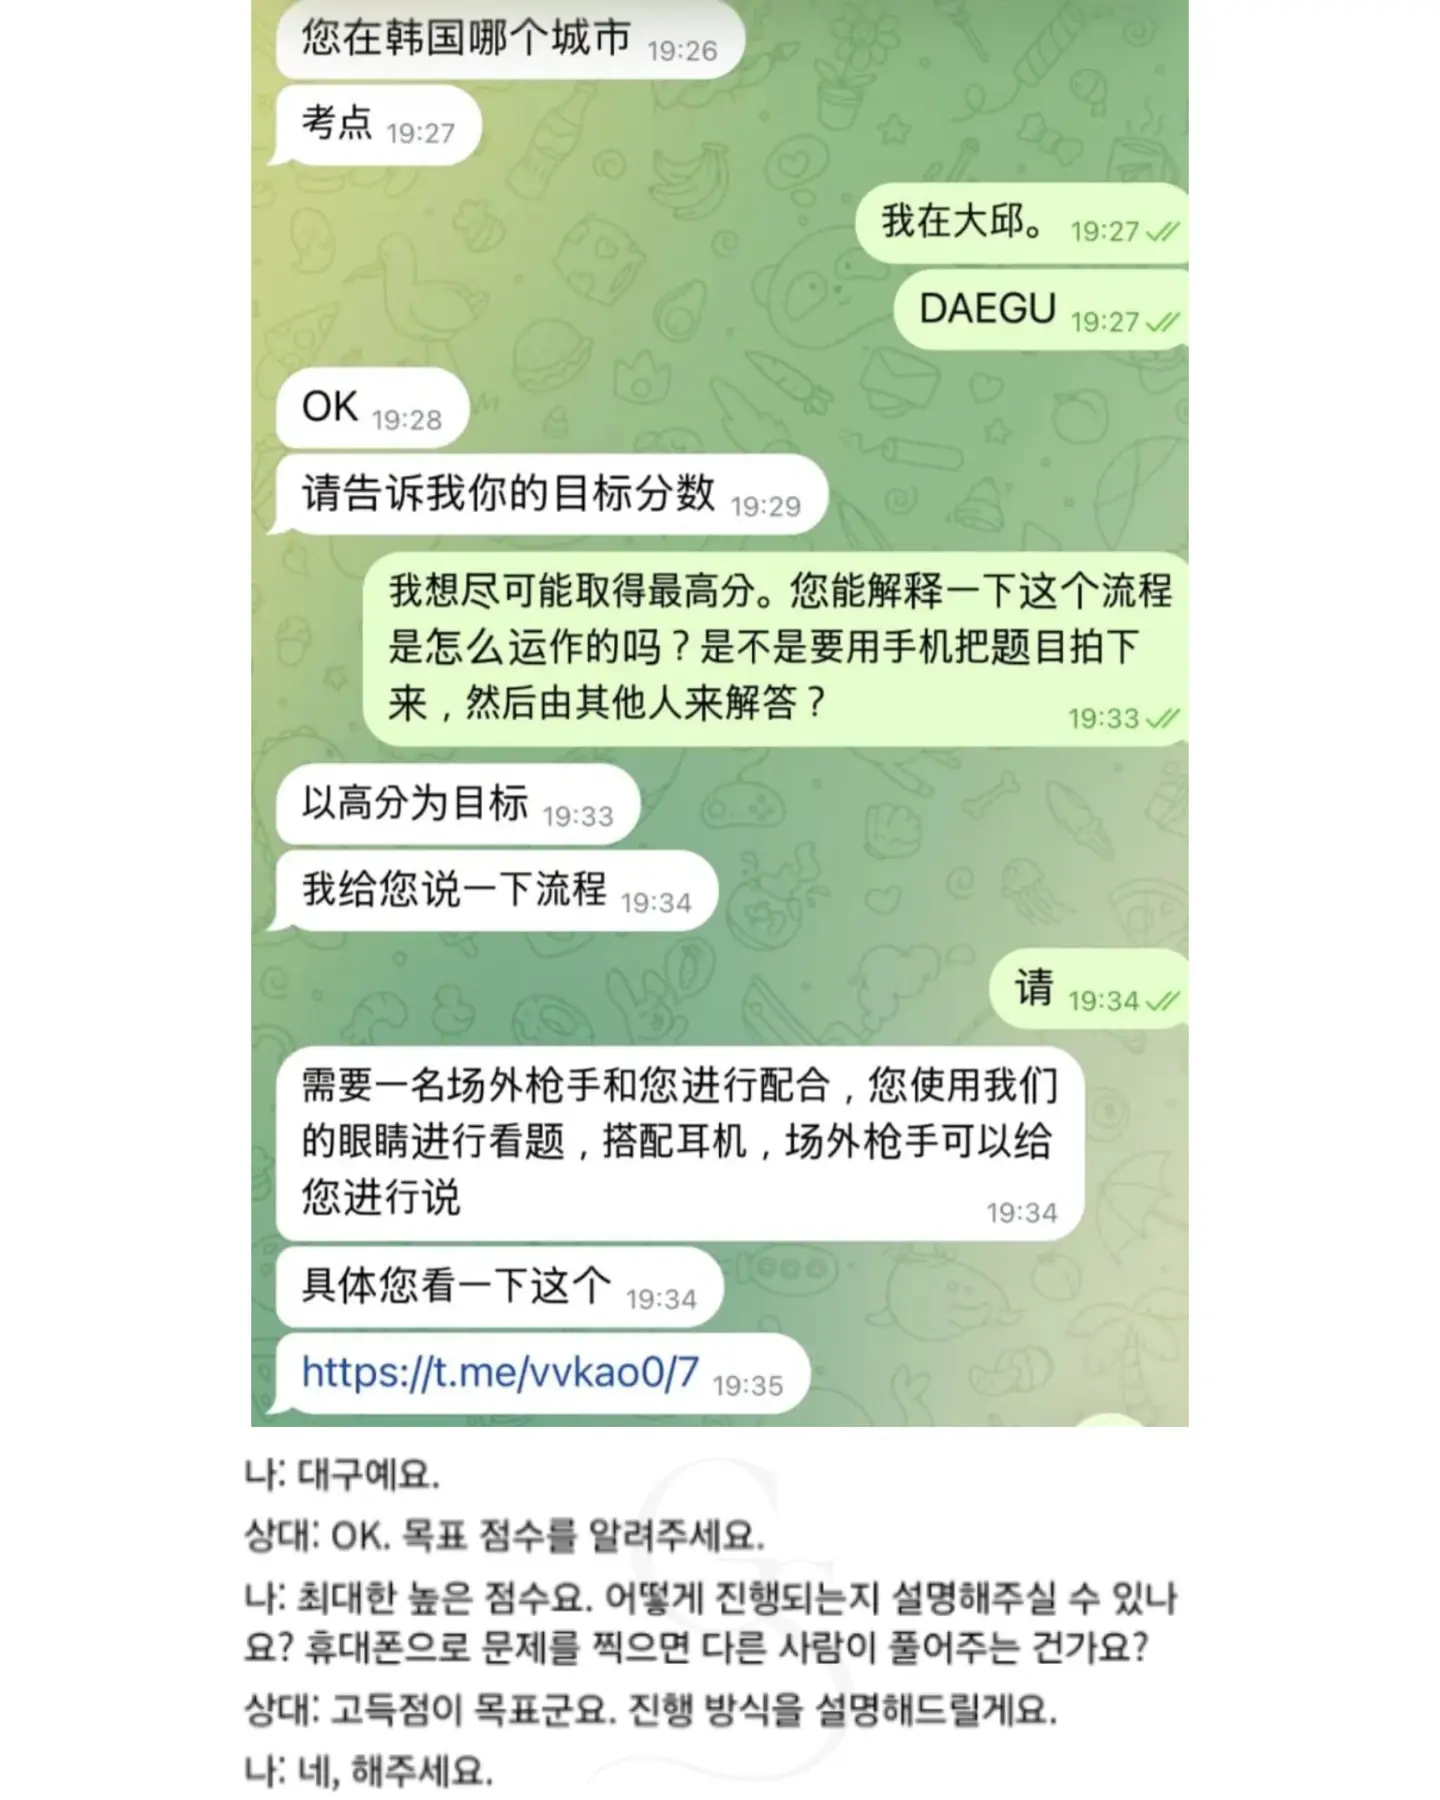 您在韩国哪个城市 19:26
考点 19:27
我在大邱。 19:27
DAEGU 19:27
OK 19:28
请告诉我你的目标分数 19:29
我想尽可能取得最高分。您能解释一下这个流程
是怎么运作的吗？是不是要用手机把题目拍下
来，然后由其他人来解答？ 19:33
以高分为目标 19:33
我给您说一下流程 19:34
请 19:34
需要一名场外枪手和您进行配合，您使用我们
的眼睛进行看题，搭配耳机，场外枪手可以给
您进行说 19:34
具体您看一下这个 19:34
https://t.me/vvkao0/7 19:35
나: 대구예요.
상대: OK. 목표 점수를 알려주세요.
나: 최대한 높은 점수요. 어떻게 진행되는지 설명해주실 수 있나
요? 휴대폰으로 문제를 찍으면 다른 사람이 풀어주는 건가요?
상대: 고득점이 목표군요. 진행 방식을 설명해드릴게요.
나: 네, 해주세요.